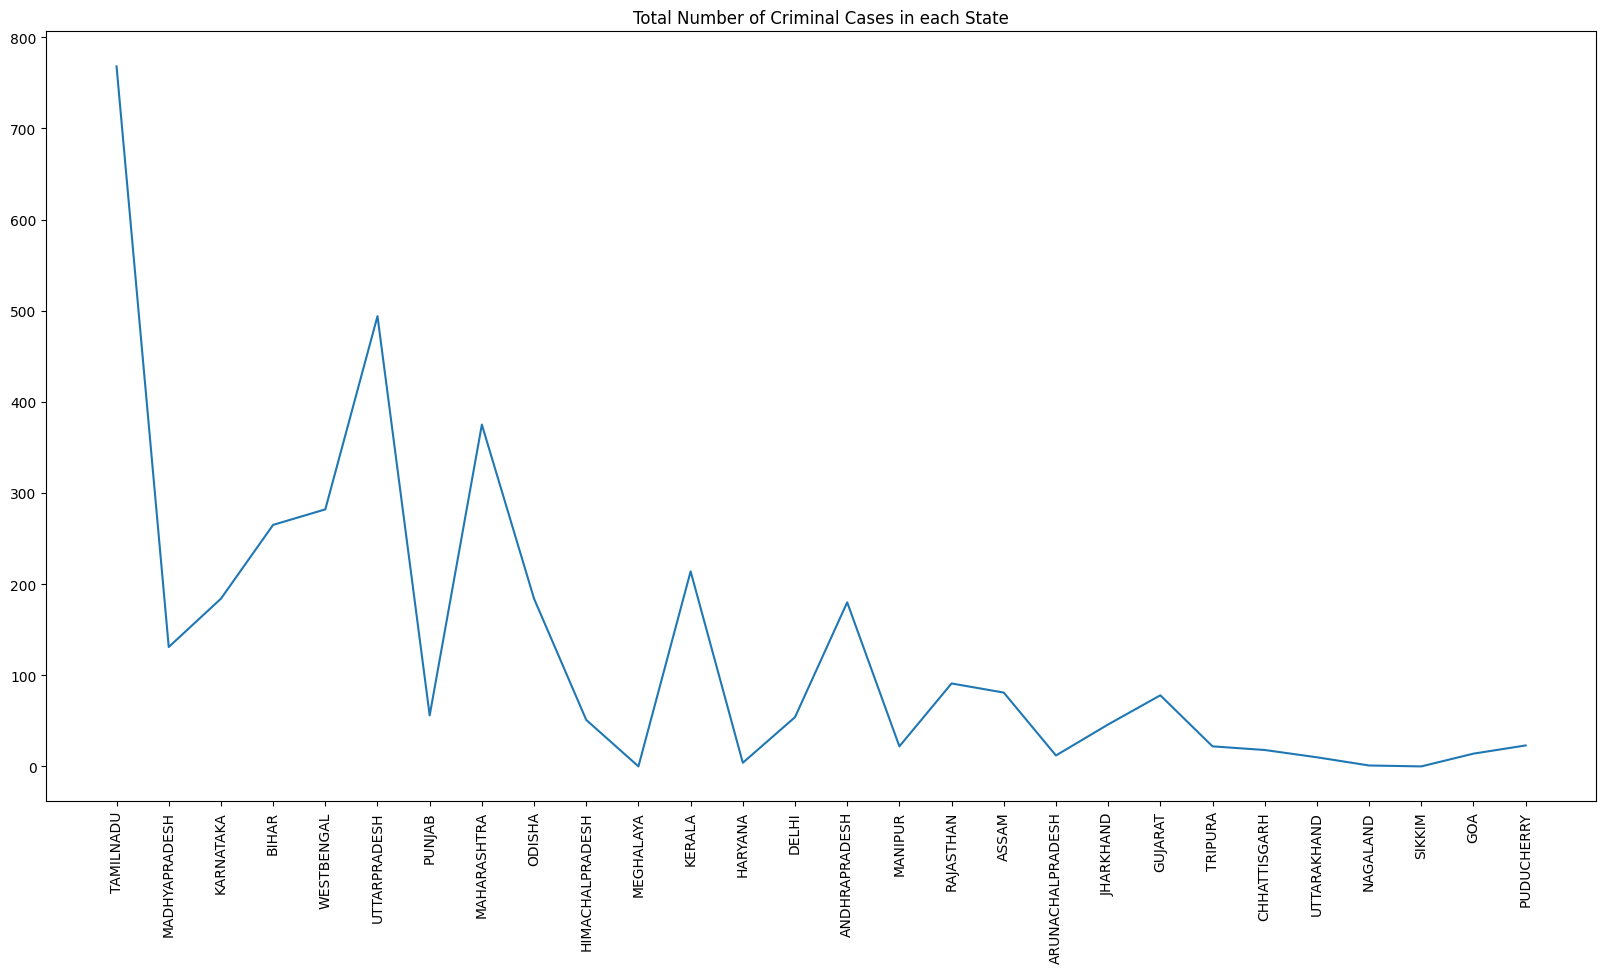 Total Number of Criminal Cases in each State
800
700
600
500
400
300
200
100
0
TAMILNADU
MADHYAPRADESH
KARNATAKA
BIHAR
WESTBENGAL
UTTARPRADESH
PUNJAB
MAHARASHTRA
ODISHA
HIMACHALPRADESH
MEGHALAYA
KERALA
HARYANA
DELHI
ANDHRAPRADESH
MANIPUR
RAJASTHAN
ASSAM
ARUNACHALPRADESH
JHARKHAND
GUJARAT
TRIPURA
CHHATTISGARH
UTTARAKHAND
NAGALAND
SIKKIM
GOA
PUDUCHERRY